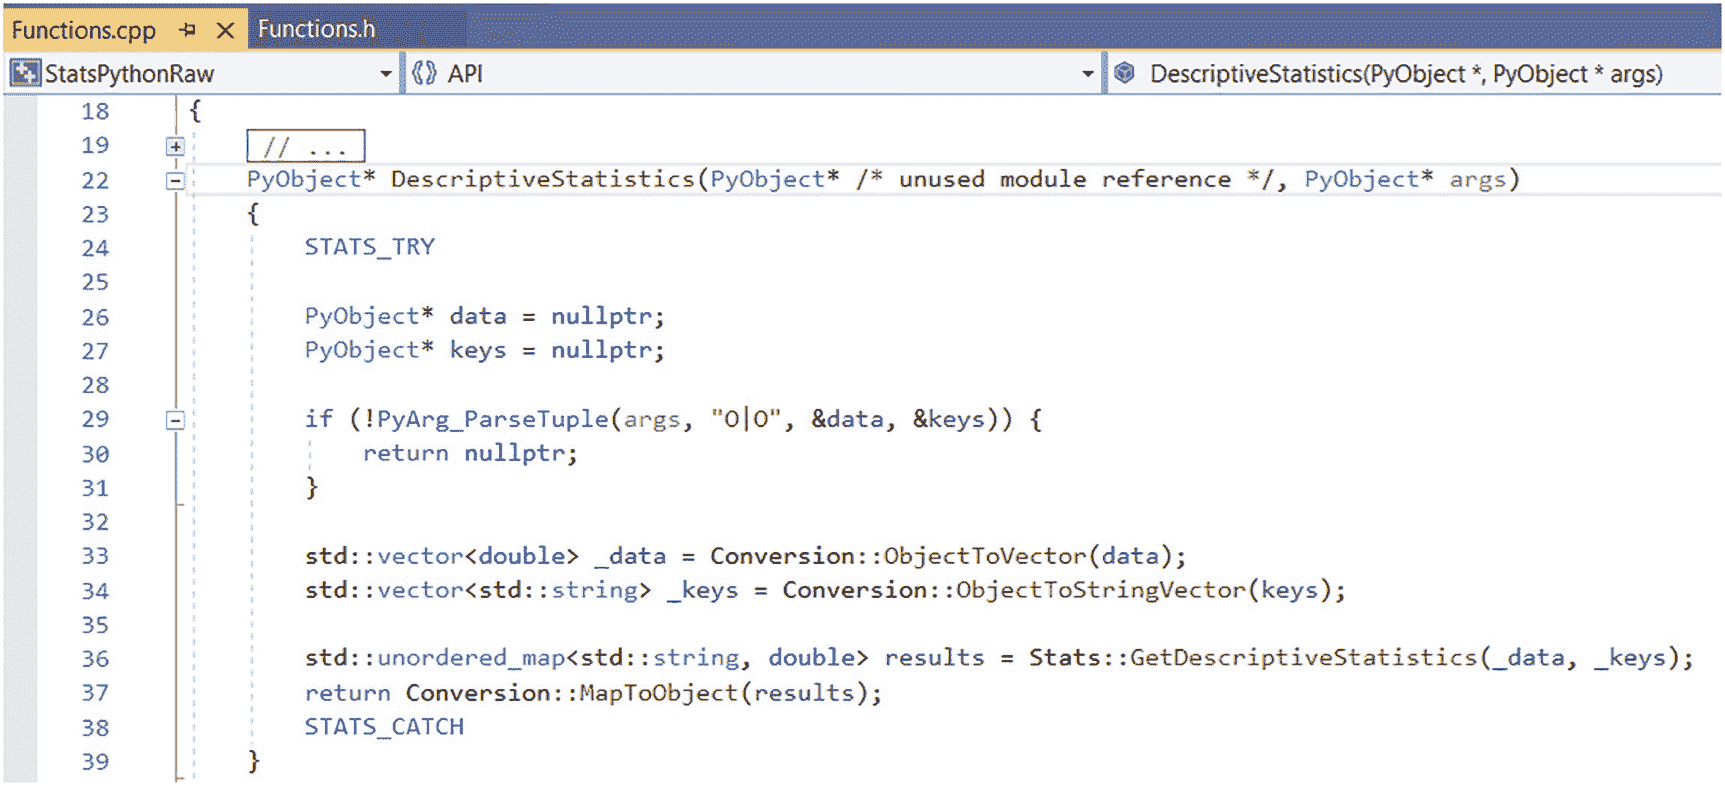 Functions.cpp Functions.h
StatsPythonRaw {} API DescriptiveStatistics(PyObject *, PyObject * args)
18 {
19 // ...
22 PyObject* DescriptiveStatistics(PyObject* /* unused module reference */, PyObject* args)
23 {
24 STATS_TRY
25
26 PyObject* data = nullptr;
27 PyObject* keys = nullptr;
28
29 if (!PyArg_ParseTuple(args, "O|O", &data, &keys)) {
30 return nullptr;
31 }
32
33 std::vector<double> _data = Conversion::ObjectToVector(data);
34 std::vector<std::string> _keys = Conversion::ObjectToStringVector(keys);
35
36 std::unordered_map<std::string, double> results = Stats::GetDescriptiveStatistics(_data, _keys);
37 return Conversion::MapToObject(results);
38 STATS_CATCH
39 }